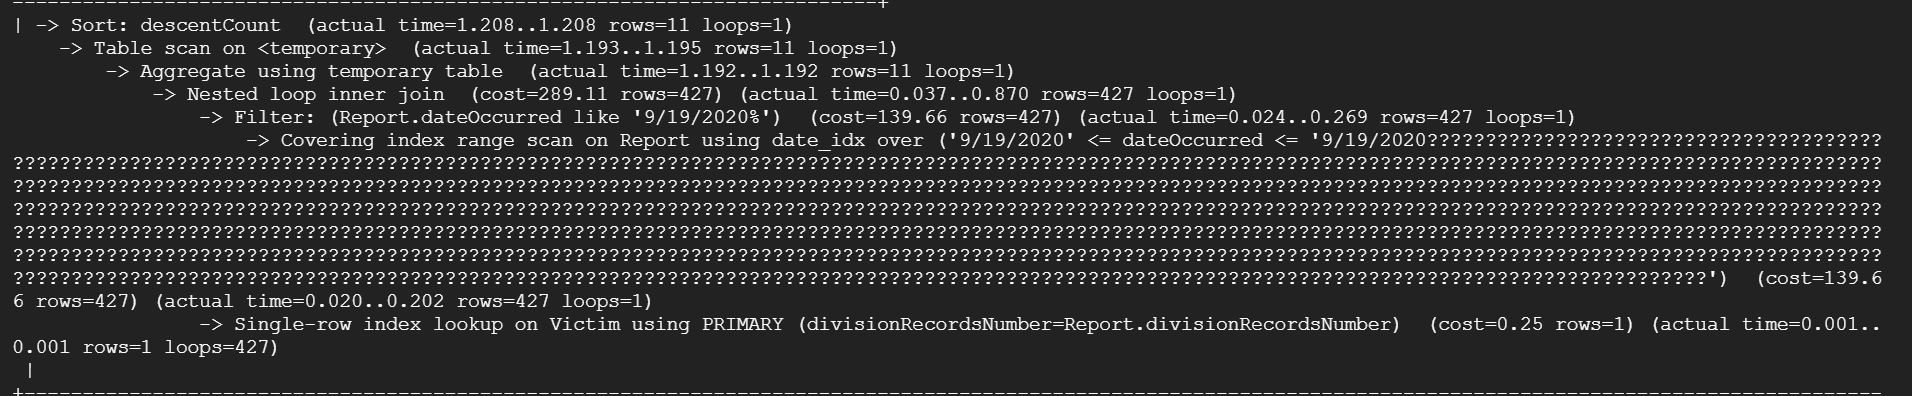 | -> Sort: descentCount  (actual time=1.208..1.208 rows=11 loops=1)
    -> Table scan on <temporary>  (actual time=1.193..1.195 rows=11 loops=1)
        -> Aggregate using temporary table  (actual time=1.192..1.192 rows=11 loops=1)
            -> Nested loop inner join  (cost=289.11 rows=427) (actual time=0.037..0.870 rows=427 loops=1)
                -> Filter: (Report.dateOccurred like '9/19/2020%')  (cost=139.66 rows=427) (actual time=0.024..0.269 rows=427 loops=1)
                    -> Covering index range scan on Report using date_idx over ('9/19/2020' <= dateOccurred <= '9/19/2020???????????????????????????????????????
????????????????????????????????????????????????????????????????????????????????????????????????????????????????????????????????????????????????????????????????
????????????????????????????????????????????????????????????????????????????????????????????????????????????????????????????????????????????????????????????????
????????????????????????????????????????????????????????????????????????????????????????????????????????????????????????????????????????????????????????????????
????????????????????????????????????????????????????????????????????????????????????????????????????????????????????????????????????????????????????????????????
????????????????????????????????????????????????????????????????????????????????????????????????????????????????????????????????????????????????????????????????
?????????????????????????????????????????????????????????????????????????????????????????????????????????????????????????????????????????????????')  (cost=139.6
6 rows=427) (actual time=0.020..0.202 rows=427 loops=1)
                -> Single-row index lookup on Victim using PRIMARY (divisionRecordsNumber=Report.divisionRecordsNumber)  (cost=0.25 rows=1) (actual time=0.001..
0.001 rows=1 loops=427)
 |